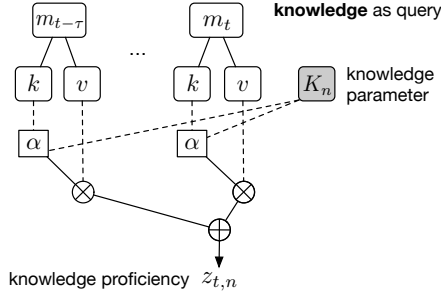 knowledge as query
m_{t−τ} ... m_t
k v k v K_n knowledge
parameter
α α
knowledge proficiency z_{t,n}